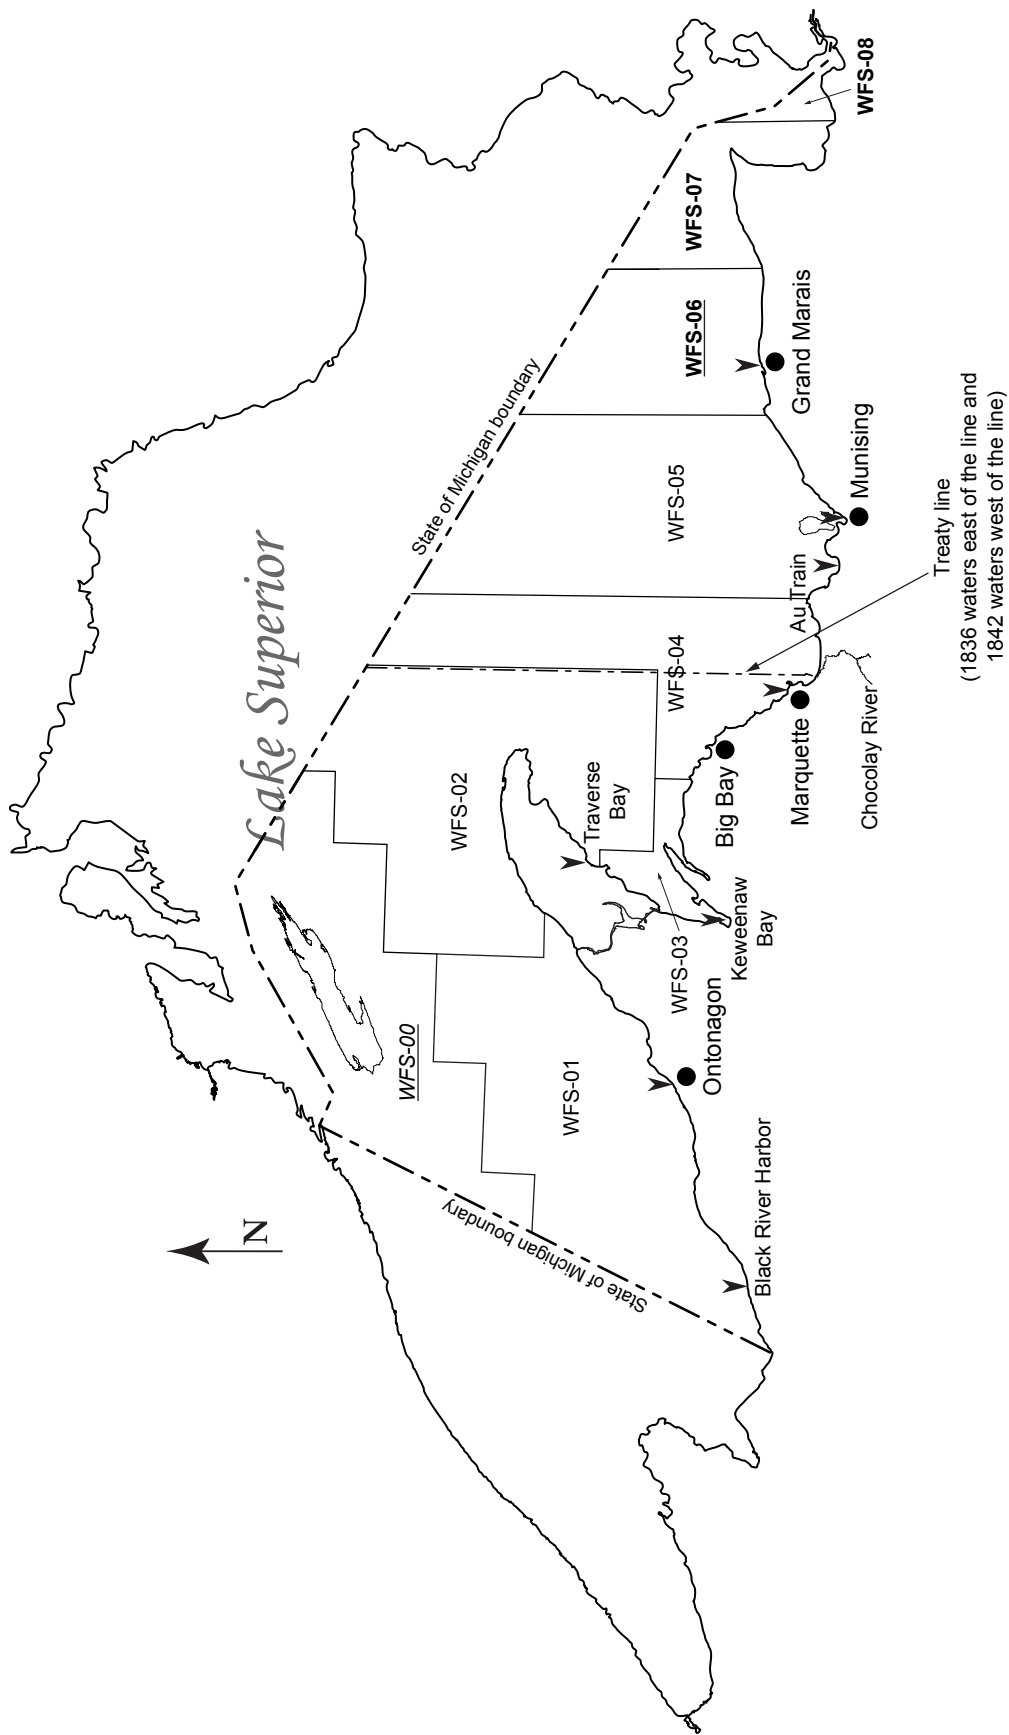 Lake Superior
N
State of Michigan boundary
State of Michigan boundary
WFS-00
WFS-01
WFS-02
WFS-03
WFS-04
WFS-05
WFS-06
WFS-07
WFS-08
Black River Harbor
Ontonagon
Keweenaw
Bay
Traverse
Bay
Big Bay
Marquette
Chocolay River
Au Train
Munising
Grand Marais
Treaty line
(1836 waters east of the line and
1842 waters west of the line)